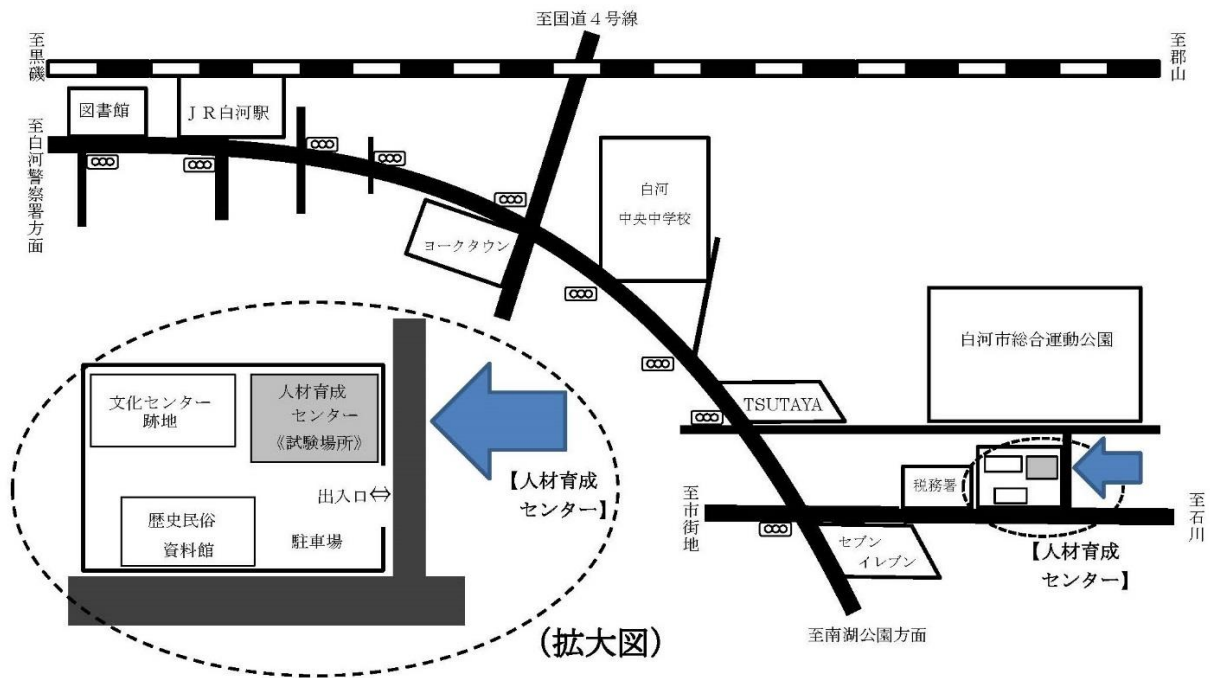 至国道４号線
至黒磯
至郡山
図書館
ＪＲ白河駅
至白河警察署方面
白河
中央中学校
ヨークタウン
白河市総合運動公園
TSUTAYA
文化センター
跡地
人材育成
センター
《試験場所》
【人材育成
センター】
出入口⇔
歴史民俗
資料館
駐車場
税務署
至市街地
至石川
セブン
イレブン
【人材育成
センター】
至南湖公園方面
（拡大図）